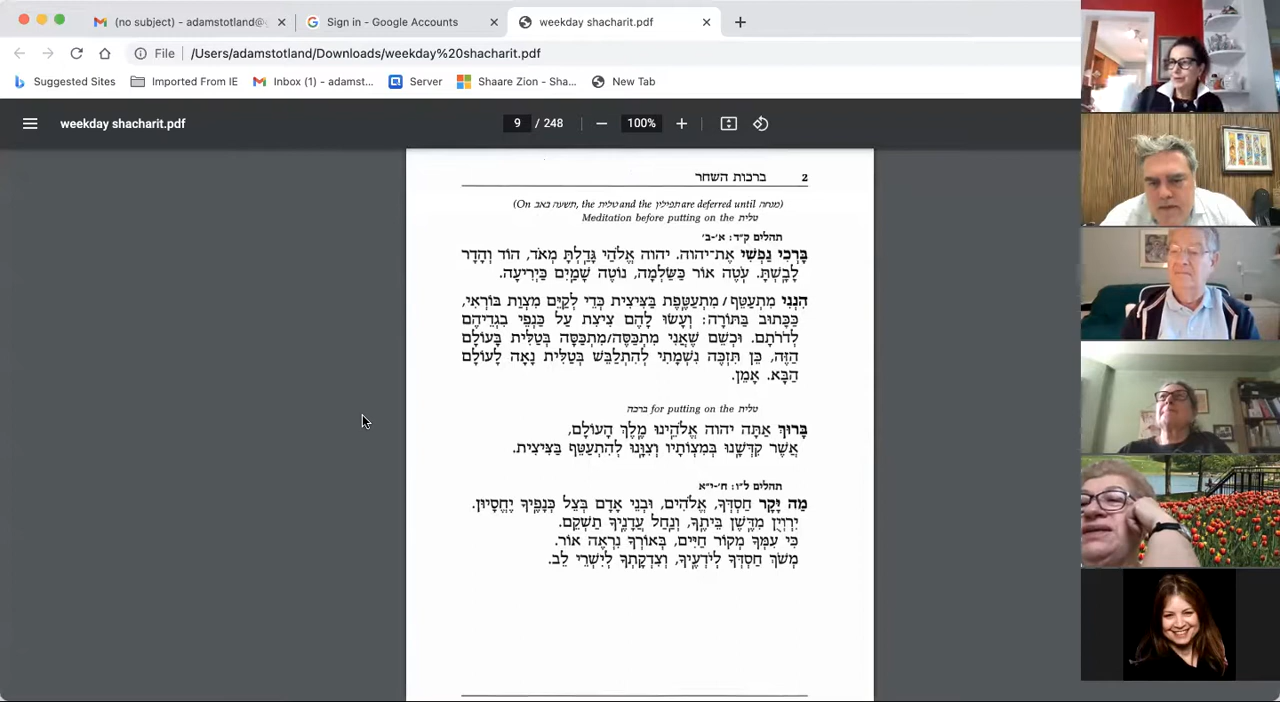 (no subject) - adamstotland@
Sign in - Google Accounts
weekday shacharit.pdf
File
/Users/adamstotland/Downloads/weekday%20shacharit.pdf
Suggested Sites
Imported From IE
Inbox (1) - adamst...
Server
Shaare Zion - Sha...
New Tab
weekday shacharit.pdf
9 / 248
100%
2 ברכות השחר
(On תשעה באב, the טלית and the תפילין are deferred until מנחה)
Meditation before putting on the טלית
תהלים ק״ד: א׳-ב׳
בָּרְכִי נַפְשִׁי אֶת־יהוה. יהוה אֱלֹהַי גָּדַלְתָּ מְאֹד, הוֹד וְהָדָר
לָבָשְׁתָּ. עֹטֶה אוֹר כַּשַּׂלְמָה, נוֹטֶה שָׁמַיִם כַּיְרִיעָה.
הִנְנִי מִתְעַטֵּף / מִתְעַטֶּפֶת בַּצִּיצִית כְּדֵי לְקַיֵּם מִצְוַת בּוֹרְאִי,
כַּכָּתוּב בַּתּוֹרָה: וְעָשׂוּ לָהֶם צִיצִת עַל כַּנְפֵי בִגְדֵיהֶם
לְדֹרֹתָם. וּכְשֵׁם שֶׁאֲנִי מִתְכַּסֶּה/מִתְכַּסָּה בְּטַלִּית בָּעוֹלָם
הַזֶּה, כֵּן תִּזְכֶּה נִשְׁמָתִי לְהִתְלַבֵּשׁ בְּטַלִּית נָאָה לָעוֹלָם
הַבָּא. אָמֵן.
ברכה for putting on the טלית
בָּרוּךְ אַתָּה יהוה אֱלֹהֵינוּ מֶלֶךְ הָעוֹלָם,
אֲשֶׁר קִדְּשָׁנוּ בְּמִצְוֹתָיו וְצִוָּנוּ לְהִתְעַטֵּף בַּצִּיצִית.
תהלים ל״ו: ח׳-י״א
מַה יָּקָר חַסְדְּךָ, אֱלֹהִים, וּבְנֵי אָדָם בְּצֵל כְּנָפֶיךָ יֶחֱסָיוּן.
יִרְוְיֻן מִדֶּשֶׁן בֵּיתֶךָ, וְנַחַל עֲדָנֶיךָ תַשְׁקֵם.
כִּי עִמְּךָ מְקוֹר חַיִּים, בְּאוֹרְךָ נִרְאֶה אוֹר.
מְשֹׁךְ חַסְדְּךָ לְיֹדְעֶיךָ, וְצִדְקָתְךָ לְיִשְׁרֵי לֵב.